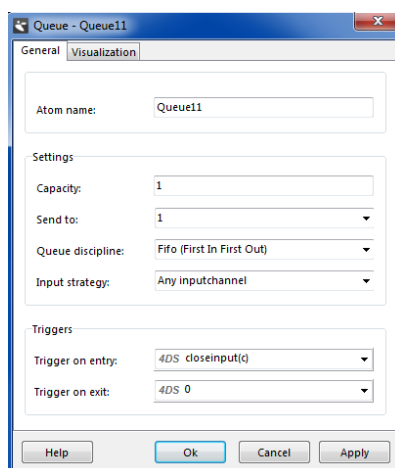 Queue - Queue11
General Visualization
Atom name: Queue11
Settings
Capacity: 1
Send to: 1
Queue discipline: Fifo (First In First Out)
Input strategy: Any inputchannel
Triggers
Trigger on entry: 4DS closeinput(c)
Trigger on exit: 4DS 0
Help Ok Cancel Apply